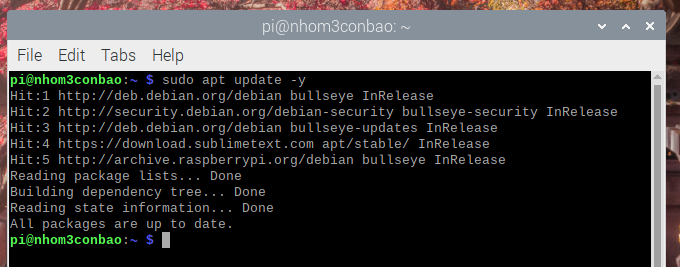 pi@nhom3conbao: ~
File Edit Tabs Help
pi@nhom3conbao:~ $ sudo apt update -y
Hit:1 http://deb.debian.org/debian bullseye InRelease
Hit:2 http://security.debian.org/debian-security bullseye-security InRelease
Hit:3 http://deb.debian.org/debian bullseye-updates InRelease
Hit:4 https://download.sublimetext.com apt/stable/ InRelease
Hit:5 http://archive.raspberrypi.org/debian bullseye InRelease
Reading package lists... Done
Building dependency tree... Done
Reading state information... Done
All packages are up to date.
pi@nhom3conbao:~ $